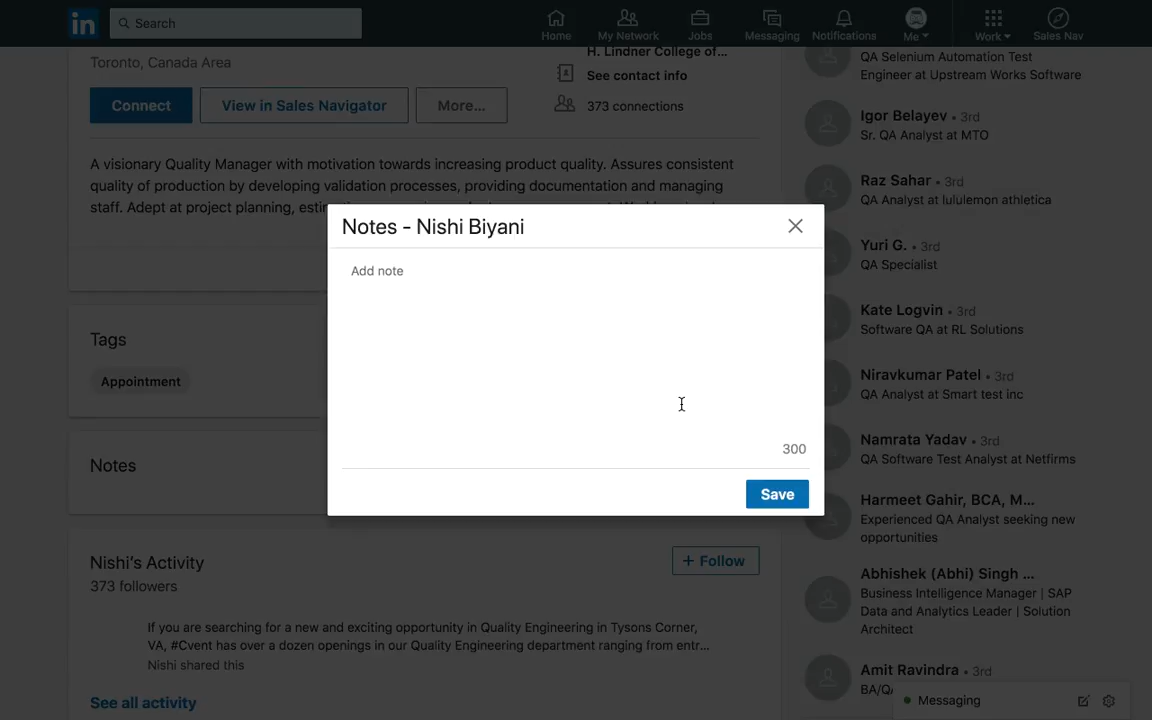 in
Search
Home
My Network
Jobs
Messaging
Notifications
Me
Work
Sales Nav
Toronto, Canada Area
H. Lindner College of...
See contact info
373 connections
Connect
View in Sales Navigator
More...
A visionary Quality Manager with motivation towards increasing product quality. Assures consistent
quality of production by developing validation processes, providing documentation and managing
staff. Adept at project planning,
Notes - Nishi Biyani
Add note
300
Save
Tags
Appointment
Notes
Nishi's Activity
373 followers
+ Follow
If you are searching for a new and exciting opportunity in Quality Engineering in Tysons Corner,
VA, #Cvent has over a dozen openings in our Quality Engineering department ranging from entr...
Nishi shared this
See all activity
QA Selenium Automation Test
Engineer at Upstream Works Software
Igor Belayev • 3rd
Sr. QA Analyst at MTO
Raz Sahar • 3rd
QA Analyst at lululemon athletica
Yuri G. • 3rd
QA Specialist
Kate Logvin • 3rd
Software QA at RL Solutions
Niravkumar Patel • 3rd
QA Analyst at Smart test inc
Namrata Yadav • 3rd
QA Software Test Analyst at Netfirms
Harmeet Gahir, BCA, M...
Experienced QA Analyst seeking new
opportunities
Abhishek (Abhi) Singh ...
Business Intelligence Manager | SAP
Data and Analytics Leader | Solution
Architect
Amit Ravindra • 3rd
BA/QA
Messaging